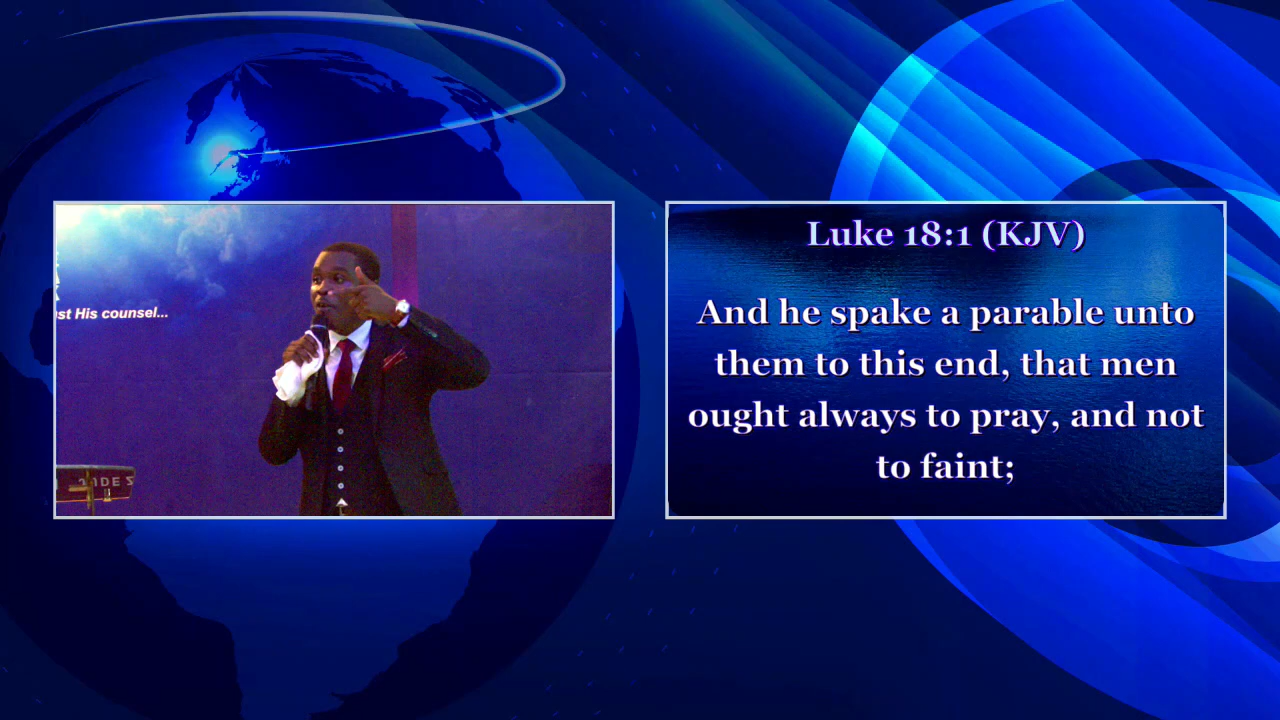 st His counsel...
Luke 18:1 (KJV)
And he spake a parable unto
them to this end, that men
ought always to pray, and not
to faint;